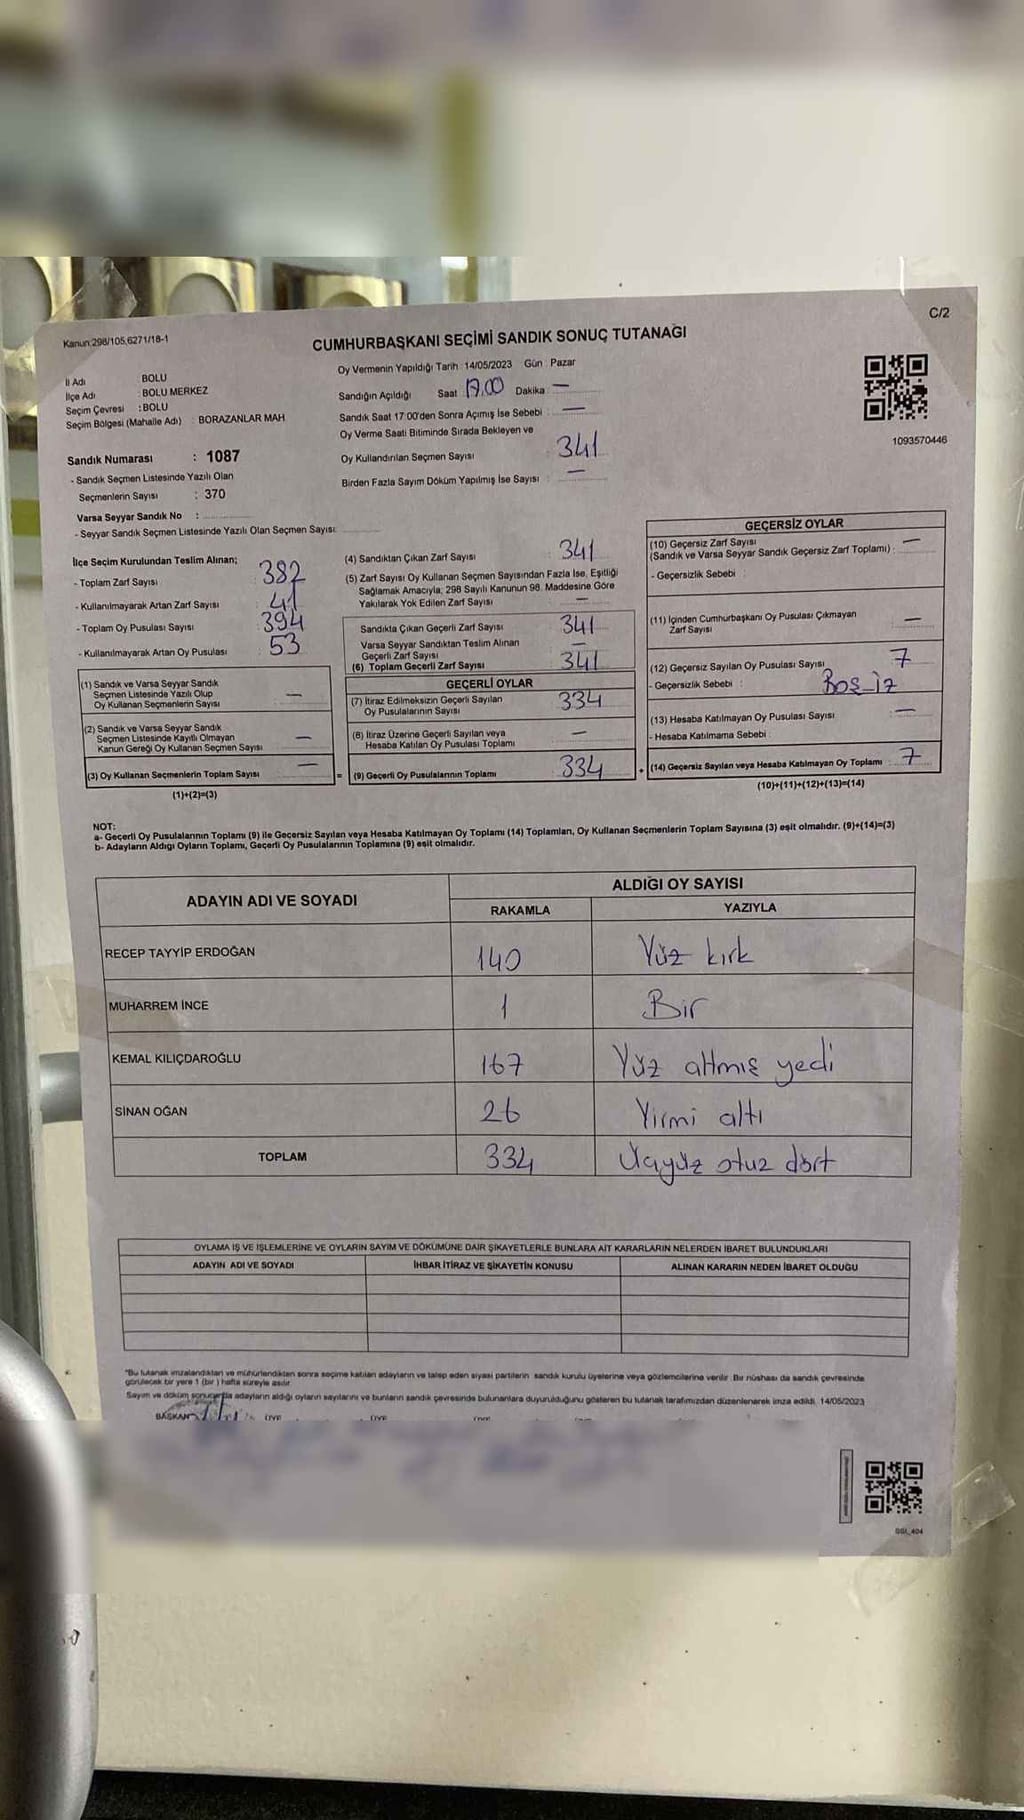 C/2
Kanun:298/105,6271/18-1
CUMHURBAŞKANI SEÇİMİ SANDIK SONUÇ TUTANAĞI
İl Adı BOLU
İlçe Adı : BOLU MERKEZ
Seçim Çevresi : BOLU
Seçim Bölgesi (Mahalle Adı) : BORAZANLAR MAH
Sandık Numarası : 1087
- Sandık Seçmen Listesinde Yazılı Olan
Seçmenlerin Sayısı : 370
Varsa Seyyar Sandık No :
- Seyyar Sandık Seçmen Listesinde Yazılı Olan Seçmen Sayısı:
Oy Vermenin Yapıldığı Tarih : 14/05/2023 Gün : Pazar
Sandığın Açıldığı Saat 17.00 Dakika : —
Sandık Saat 17:00'den Sonra Açımış İse Sebebi : —
Oy Verme Saati Bitiminde Sırada Bekleyen ve
Oy Kullandırılan Seçmen Sayısı : 341
Birden Fazla Sayım Döküm Yapılmış İse Sayısı : —
1093570446
İlçe Seçim Kurulundan Teslim Alınan;
- Toplam Zarf Sayısı : 382
- Kullanılmayarak Artan Zarf Sayısı : 41
- Toplam Oy Pusulası Sayısı : 394
- Kullanılmayarak Artan Oy Pusulası : 53
(1) Sandık ve Varsa Seyyar Sandık
Seçmen Listesinde Yazılı Olup
Oy Kullanan Seçmenlerin Sayısı —
(2) Sandık ve Varsa Seyyar Sandık
Seçmen Listesinde Kayıtlı Olmayan
Kanun Gereği Oy Kullanan Seçmen Sayısı —
(3) Oy Kullanan Seçmenlerin Toplam Sayısı —
(1)+(2)=(3)
(4) Sandıktan Çıkan Zarf Sayısı : 341
(5) Zarf Sayısı Oy Kullanan Seçmen Sayısından Fazla İse, Eşitliği
Sağlamak Amacıyla; 298 Sayılı Kanunun 98. Maddesine Göre
Yakılarak Yok Edilen Zarf Sayısı —
Sandıkta Çıkan Geçerli Zarf Sayısı : 341
Varsa Seyyar Sandıktan Teslim Alınan
Geçerli Zarf Sayısı —
(6) Toplam Geçerli Zarf Sayısı 341
GEÇERLİ OYLAR
(7) İtiraz Edilmeksizin Geçerli Sayılan
Oy Pusulalarının Sayısı 334
(8) İtiraz Üzerine Geçerli Sayılan veya
Hesaba Katılan Oy Pusulası Toplamı —
= (9) Geçerli Oy Pusulalarının Toplamı 334 +
GEÇERSİZ OYLAR
(10) Geçersiz Zarf Sayısı
(Sandık ve Varsa Seyyar Sandık Geçersiz Zarf Toplamı) : —
- Geçersizlik Sebebi :
(11) İçinden Cumhurbaşkanı Oy Pusulası Çıkmayan
Zarf Sayısı —
(12) Geçersiz Sayılan Oy Pusulası Sayısı 7
- Geçersizlik Sebebi :
(13) Hesaba Katılmayan Oy Pusulası Sayısı —
- Hesaba Katılmama Sebebi :
(14) Geçersiz Sayılan veya Hesaba Katılmayan Oy Toplamı : 7
(10)+(11)+(12)+(13)=(14)
NOT:
a- Geçerli Oy Pusulalarının Toplamı (9) ile Geçersiz Sayılan veya Hesaba Katılmayan Oy Toplamı (14) Toplamları, Oy Kullanan Seçmenlerin Toplam Sayısına (3) eşit olmalıdır. (9)+(14)=(3)
b- Adayların Aldığı Oyların Toplamı, Geçerli Oy Pusulalarının Toplamına (9) eşit olmalıdır.
ADAYIN ADI VE SOYADI
ALDIĞI OY SAYISI
RAKAMLA YAZIYLA
RECEP TAYYİP ERDOĞAN 140 Yüz kırk
MUHARREM İNCE 1 Bir
KEMAL KILIÇDAROĞLU 167 Yüz altmış yedi
SİNAN OĞAN 26 Yirmi altı
TOPLAM 334 Üçyüz otuz dört
OYLAMA İŞ VE İŞLEMLERİNE VE OYLARIN SAYIM VE DÖKÜMÜNE DAİR ŞİKAYETLERLE BUNLARA AİT KARARLARIN NELERDEN İBARET BULUNDUKLARI
ADAYIN ADI VE SOYADI İHBAR İTİRAZ VE ŞİKAYETİN KONUSU ALINAN KARARIN NEDEN İBARET OLDUĞU
*Bu tutanak imzalandıktan ve mühürlendikten sonra seçime katılan adayların ve talep eden siyasi partilerin sandık kurulu üyelerine veya gözlemcilerine verilir. Bir nüshası da sandık çevresinde
görülecek bir yere 1 (bir ) hafta süreyle asılır.
Sayım ve döküm sonucunda adayların aldığı oyların sayılarını ve bunların sandık çevresinde bulunanlara duyurulduğunu gösteren bu tutanak tarafımızdan düzenlenerek imza edildi. 14/05/2023
BAŞKAN ÜYE ÜYE
GGI_404